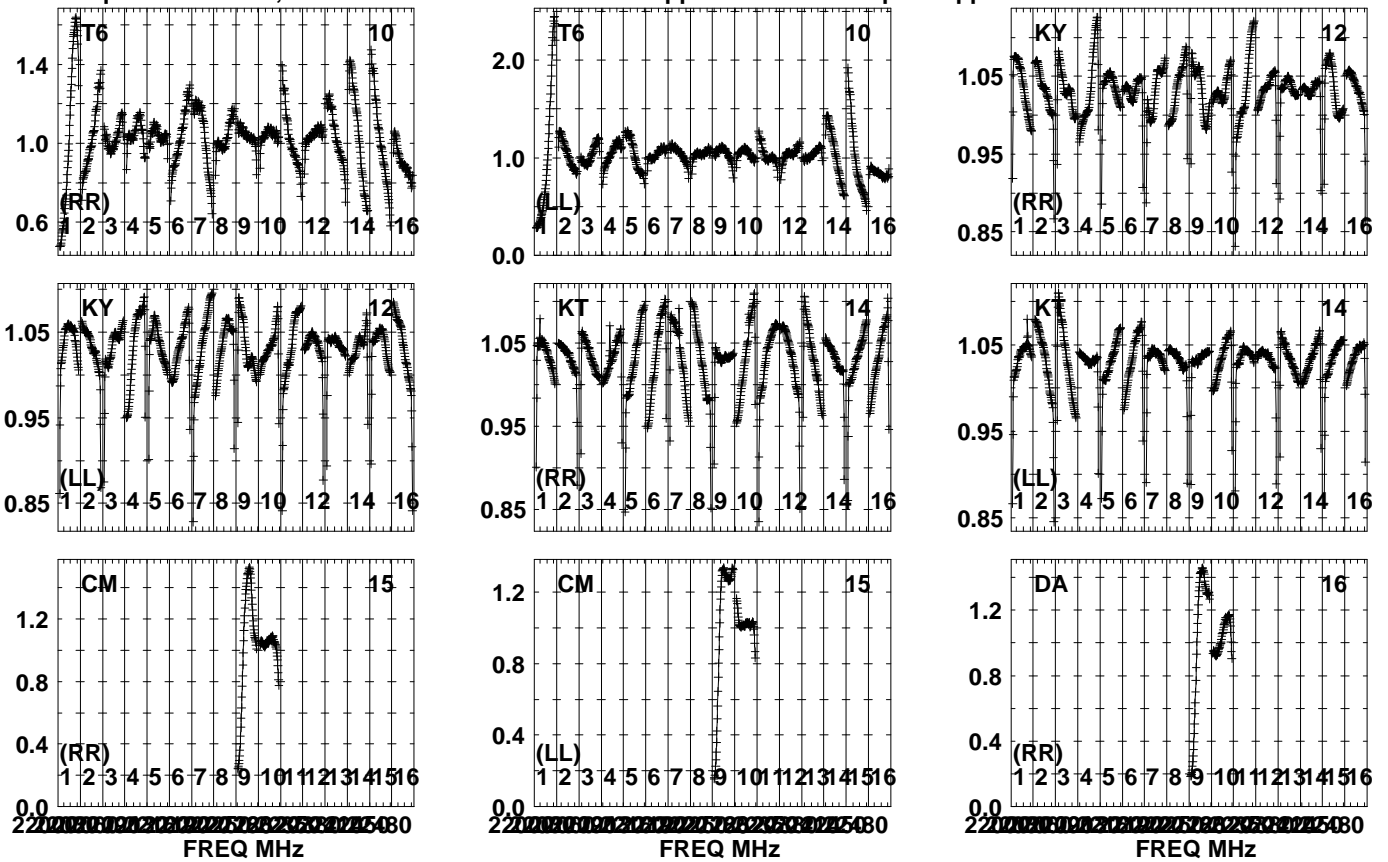 T6 10
1.4
1.0
0.6
(RR)
1 2 3 4 5 6 7 8 9 10 12 14 16
T6 10
2.0
1.0
0.0
(LL)
1 2 3 4 5 6 7 8 9 10 12 14 16
KY 12
1.05
0.95
0.85
(RR)
1 2 3 4 5 6 7 8 9 10 12 14 16
KY 12
1.05
0.95
0.85
(LL)
1 2 3 4 5 6 7 8 9 10 12 14 16
KT 14
1.05
0.95
0.85
(RR)
1 2 3 4 5 6 7 8 9 10 12 14 16
KT 14
1.05
0.95
0.85
(LL)
1 2 3 4 5 6 7 8 9 10 12 14 16
CM 15
1.2
0.8
0.4
0.0
(RR)
1 2 3 4 5 6 7 8 9 10 11 12 13 14 15 16
FREQ MHz
CM 15
1.2
0.8
0.4
0.0
(LL)
1 2 3 4 5 6 7 8 9 10 11 12 13 14 15 16
FREQ MHz
DA 16
1.2
0.8
0.4
0.0
(RR)
1 2 3 4 5 6 7 8 9 10 11 12 13 14 15 16
FREQ MHz